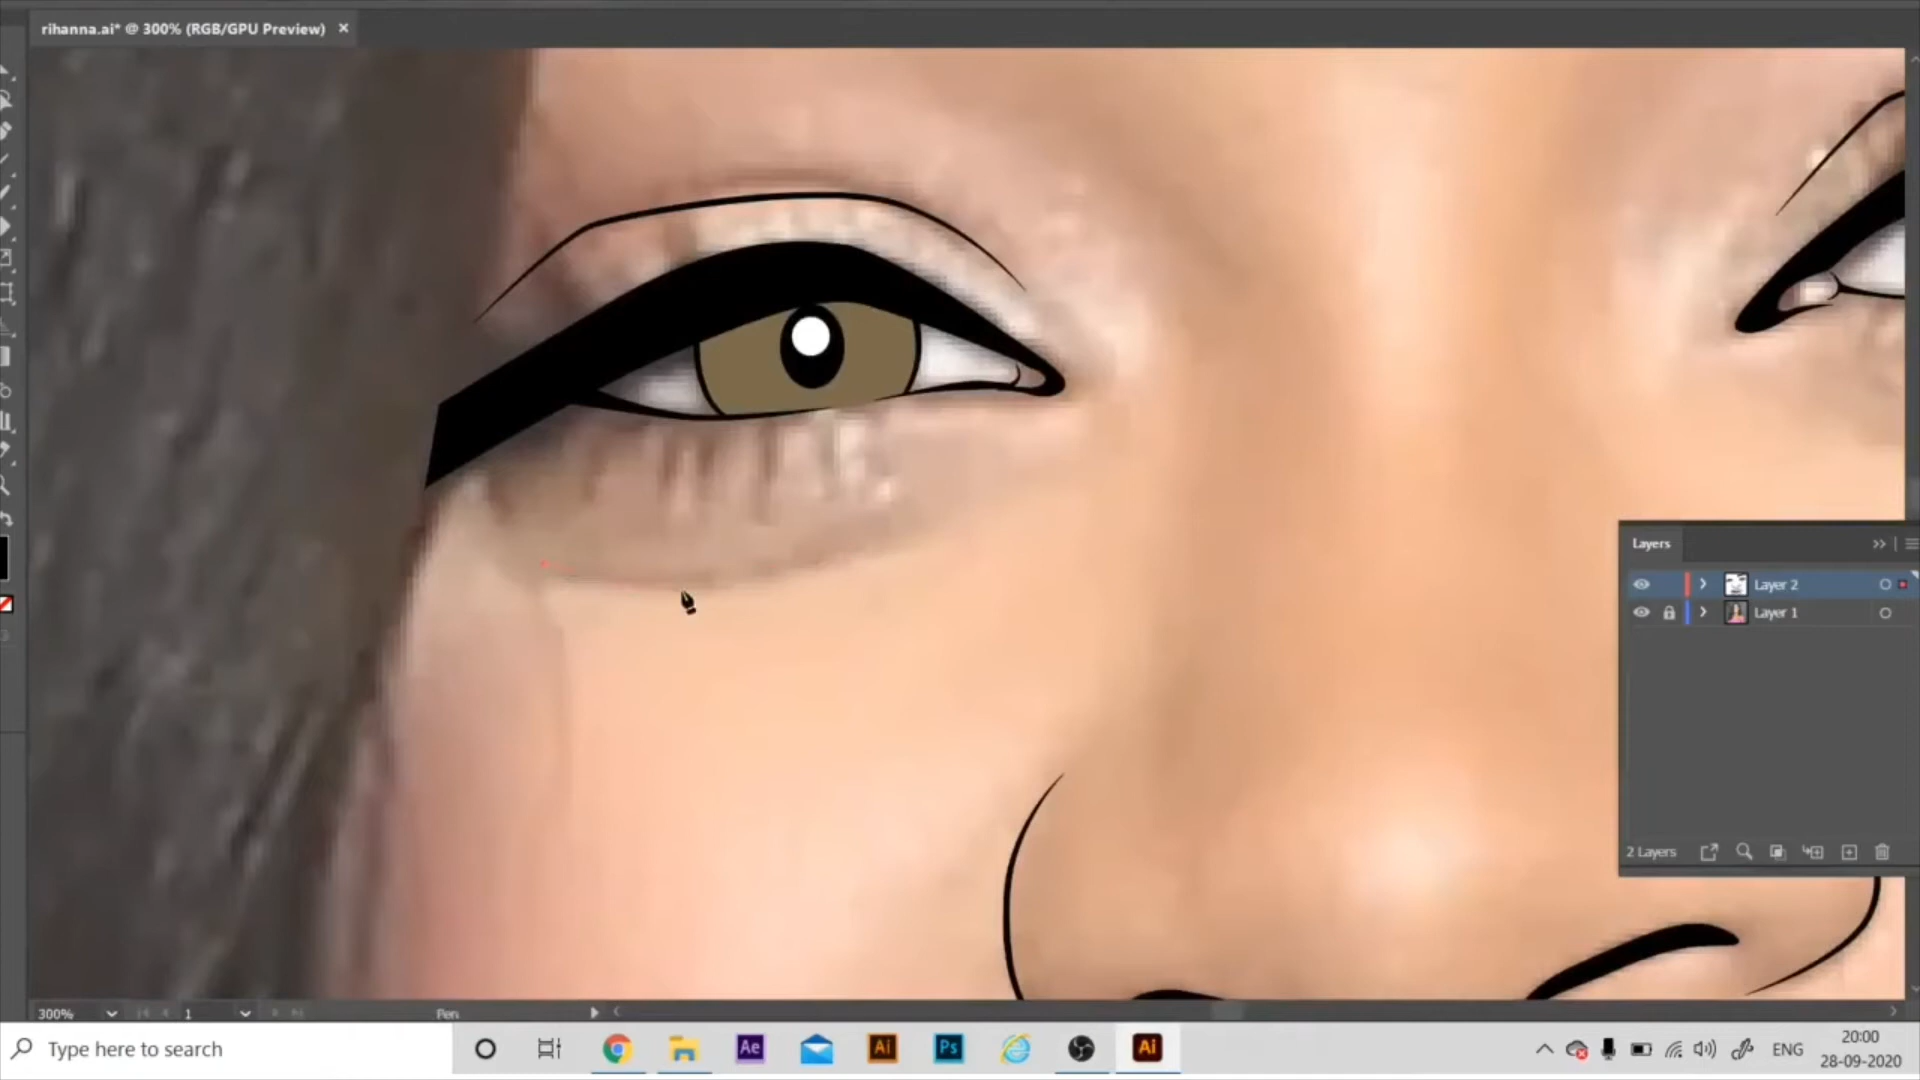 rihanna.ai* @ 300% (RGB/GPU Preview)
Layers
Layer 2
Layer 1
2 Layers
300%
1
Pen
Type here to search
Ae
Ai
Ps
Ai
ENG
20:00
28-09-2020